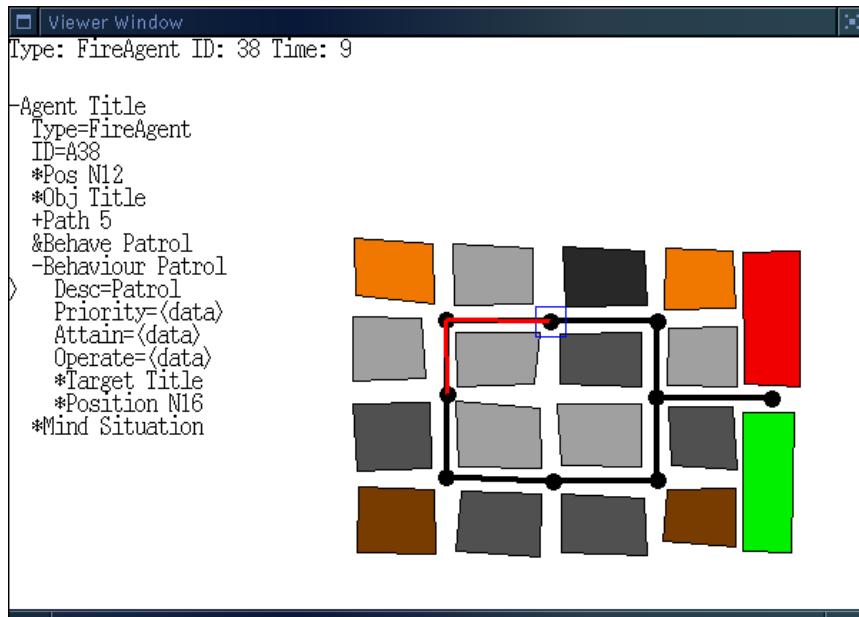 Viewer Window
Type: FireAgent ID: 38 Time: 9
-Agent Title
Type=FireAgent
ID=A38
*Pos N12
*Obj Title
+Path 5
&Behave Patrol
-Behaviour Patrol
> Desc=Patrol
Priority=<data>
Attain=<data>
Operate=<data>
*Target Title
*Position N16
*Mind Situation